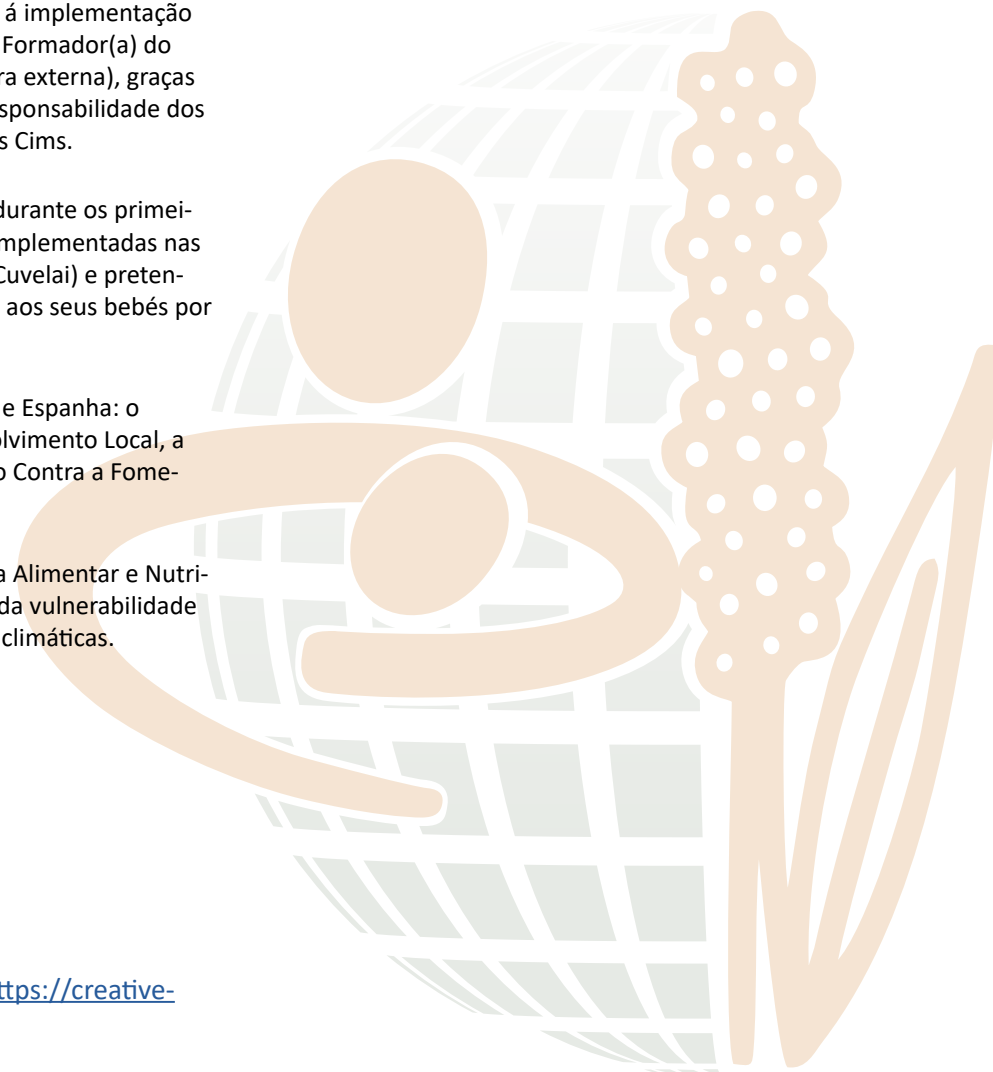 á implementação
Formador(a) do
ra externa), graças
sponsabilidade dos
s Cims.
durante os primei-
mplementadas nas
Cuvelai) e preten-
aos seus bebés por
e Espanha: o
olvimento Local, a
o Contra a Fome-
a Alimentar e Nutri-
da vulnerabilidade
climáticas.
ttps://creative-